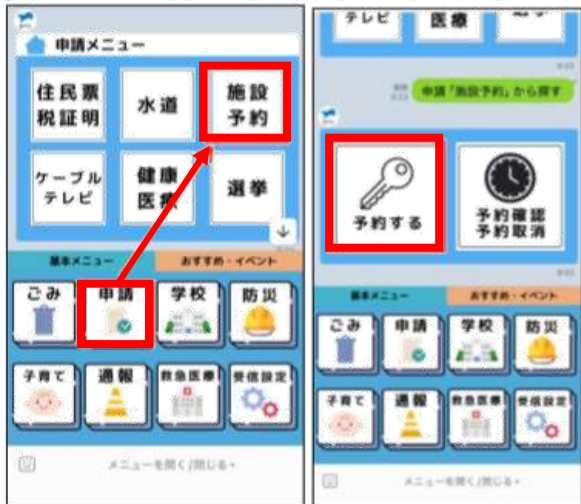 申請メニュー
住民票
税証明
水道
施設
予約
ケーブル
テレビ
健康
医療
選挙
基本メニュー
おすすめ・イベント
ごみ
申請
学校
防災
子育て
通報
救急医療
受信設定
メニューを開く/閉じる
テレビ
医療
申請「施設予約」から探す
予約する
予約確認
予約取消
基本メニュー
おすすめ・イベント
ごみ
申請
学校
防災
子育て
通報
救急医療
受信設定
メニューを開く/閉じる